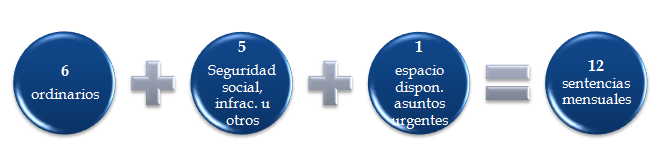 6
ordinarios
5
Seguridad
social,
infrac. u
otros
1
espacio
dispon.
asuntos
urgentes
12
sentencias
mensuales